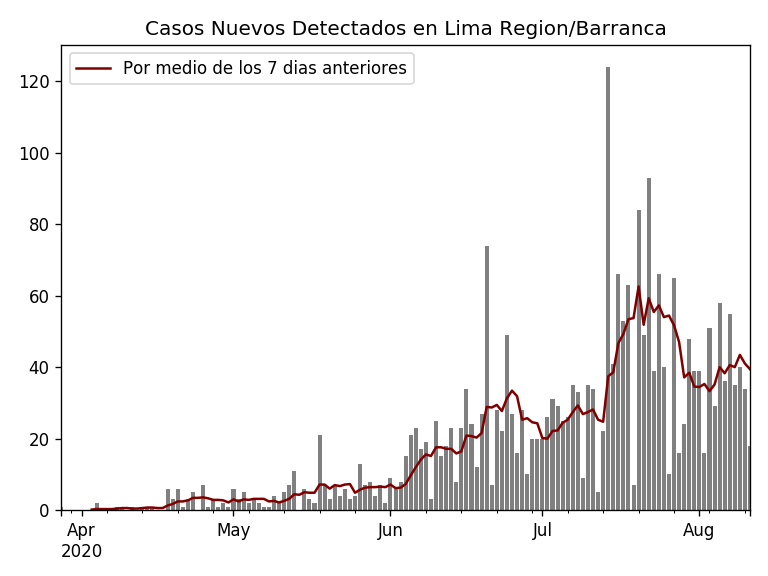 Casos Nuevos Detectados en Lima Region/Barranca
Por medio de los 7 dias anteriores
120
100
80
60
40
20
0
Apr May Jun Jul Aug
2020